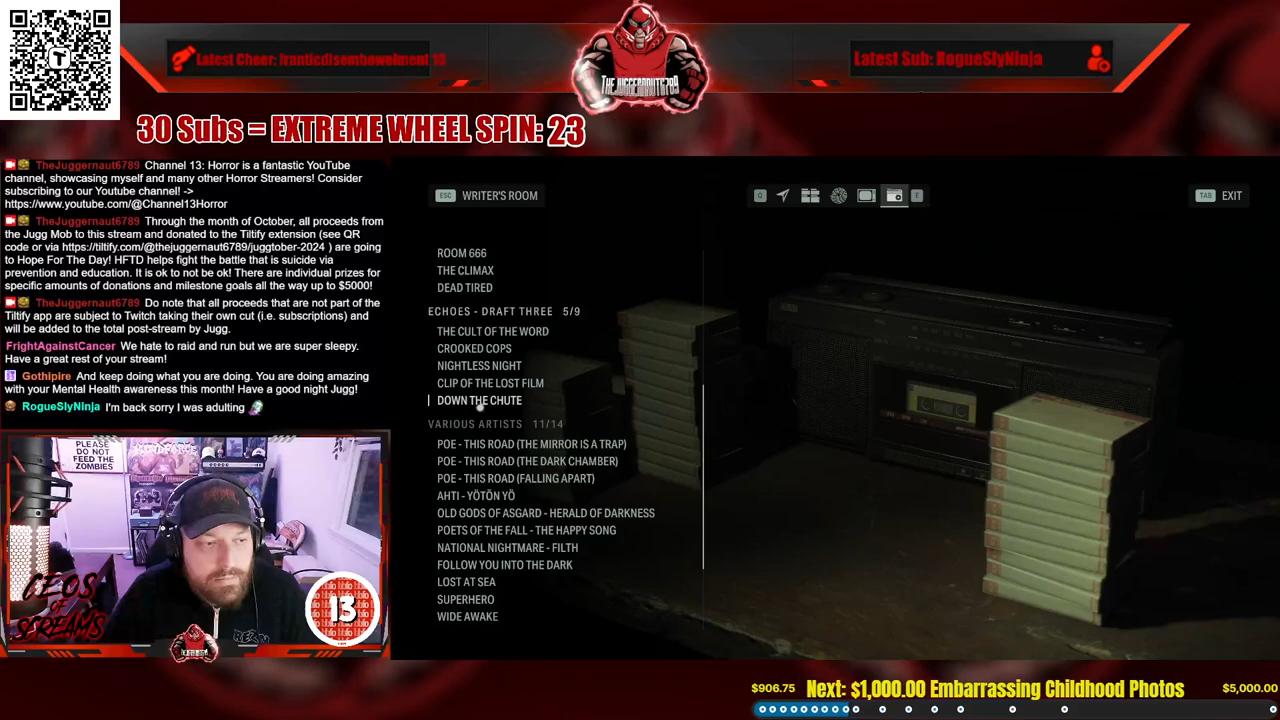 Latest Cheer: franticdisembowelment 13
THEJUGGERNAUT6789
Latest Sub: RogueSlyNinja
30 Subs = EXTREME WHEEL SPIN: 23
TheJuggernaut6789 Channel 13: Horror is a fantastic YouTube
channel, showcasing myself and many other Horror Streamers! Consider
subscribing to our Youtube channel! ->
https://www.youtube.com/@Channel13Horror
TheJuggernaut6789 Through the month of October, all proceeds from
the Jugg Mob to this stream and donated to the Tiltify extension (see QR
code or via https://tiltify.com/@thejuggernaut6789/juggtober-2024 ) are going
to Hope For The Day! HFTD helps fight the battle that is suicide via
prevention and education. It is ok to not be ok! There are individual prizes for
specific amounts of donations and milestone goals all the way up to $5000!
TheJuggernaut6789 Do note that all proceeds that are not part of the
Tiltify app are subject to Twitch taking their own cut (i.e. subscriptions) and
will be added to the total post-stream by Jugg.
FrightAgainstCancer We hate to raid and run but we are super sleepy.
Have a great rest of your stream!
Gothipire And keep doing what you are doing. You are doing amazing
with your Mental Health awareness this month! Have a good night Jugg!
RogueSlyNinja I'm back sorry I was adulting
ESC WRITER'S ROOM
Q
E
TAB EXIT
ROOM 666
THE CLIMAX
DEAD TIRED
ECHOES - DRAFT THREE 5/9
THE CULT OF THE WORD
CROOKED COPS
NIGHTLESS NIGHT
CLIP OF THE LOST FILM
DOWN THE CHUTE
VARIOUS ARTISTS 11/14
POE - THIS ROAD (THE MIRROR IS A TRAP)
POE - THIS ROAD (THE DARK CHAMBER)
POE - THIS ROAD (FALLING APART)
AHTI - YÖTÖN YÖ
OLD GODS OF ASGARD - HERALD OF DARKNESS
POETS OF THE FALL - THE HAPPY SONG
NATIONAL NIGHTMARE - FILTH
FOLLOW YOU INTO THE DARK
LOST AT SEA
SUPERHERO
WIDE AWAKE
PLEASE
DO NOT
FEED THE
ZOMBIES
CEOS
OF
SCREAMS
13
$906.75 Next: $1,000.00 Embarrassing Childhood Photos $5,000.00